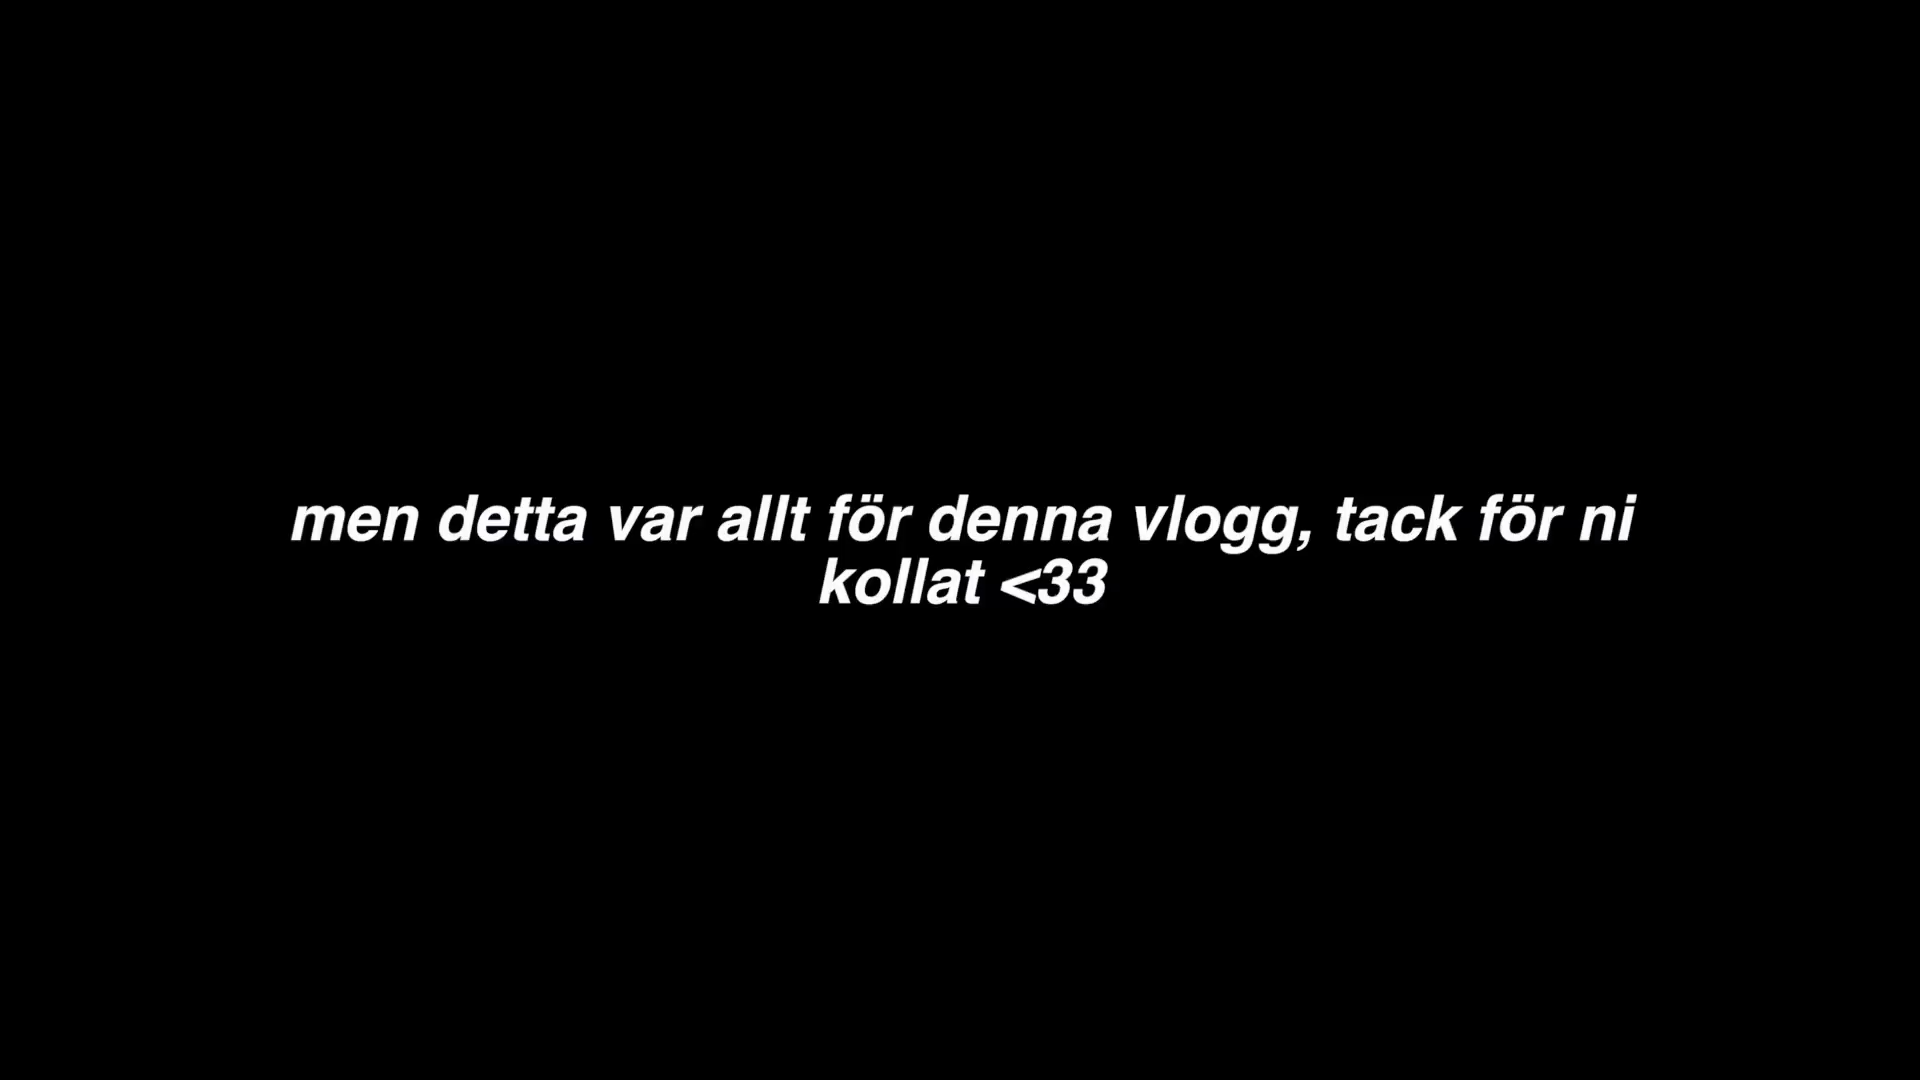 men detta var allt för denna vlogg, tack för ni
kollat <33